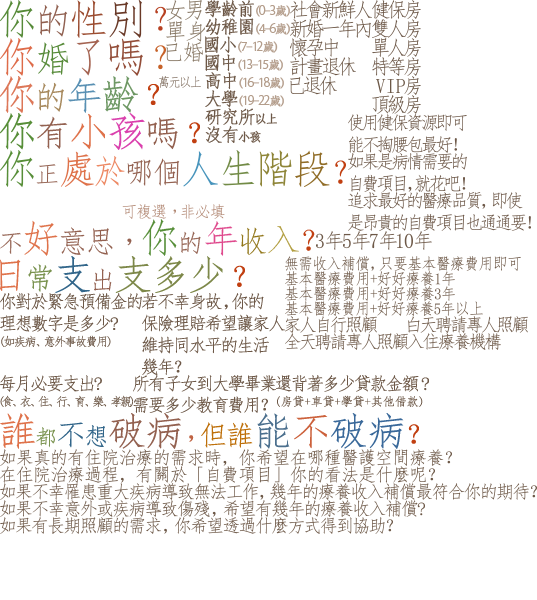 你的性別？
女男
單身
己婚
你婚了嗎？
你的年齡？
萬元以上
你有小孩嗎？
你正處於哪個人生階段？
學齡前(0-3歲)
幼稚園(4-6歲)
國小(7-12歲)
國中(13-15歲)
高中(16-18歲)
大學(19-22歲)
研究所以上
沒有小孩
社會新鮮人
新婚一年內
懷孕中
計畫退休
己退休
健保房
雙人房
單人房
特等房
VIP房
頂級房
使用健保資源即可
能不掏腰包最好!
如果是病情需要的
自費項目,就花吧!
追求最好的醫療品質,即使
是昂貴的自費項目也通通要!
可複選，非必填
不好意思，你的年收入?
3年5年7年10年
日常支出支多少？
無需收入補償,只要基本醫療費用即可
基本醫療費用+好好療養1年
基本醫療費用+好好療養3年
基本醫療費用+好好療養5年以上
你對於緊急預備金的若不幸身故,你的
理想數字是多少?
(如疾病、意外事故費用)
保險理賠希望讓家人
維持同水平的生活
幾年?
家人自行照顧
白天聘請專人照顧
全天聘請專人照顧入住療養機構
每月必要支出?
(食、衣、住、行、育、樂、孝親)
所有子女到大學畢業還背著多少貸款金額?
需要多少教育費用?
(房貸+車貸+學貸+其他借款)
誰都不想破病,但誰能不破病?
如果真的有住院治療的需求時, 你希望在哪種醫護空間療養?
在住院治療過程, 有關於「自費項目」你的看法是什麼呢?
如果不幸罹患重大疾病導致無法工作, 幾年的療養收入補償最符合你的期待?
如果不幸意外或疾病導致傷殘, 希望有幾年的療養收入補償?
如果有長期照顧的需求, 你希望透過什麼方式得到協助?